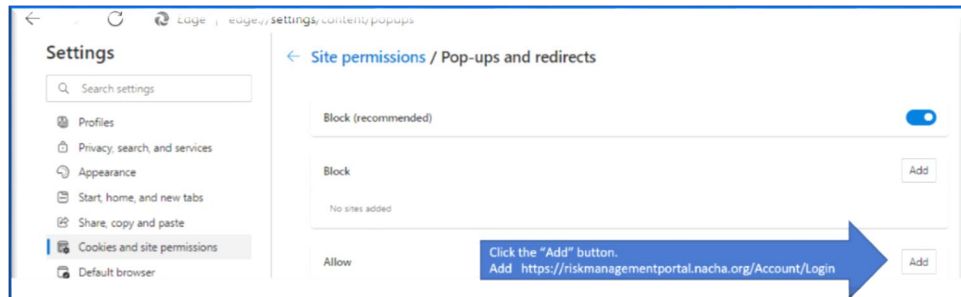 Edge | edge://settings/content/popups
Settings
Search settings
Profiles
Privacy, search, and services
Appearance
Start, home, and new tabs
Share, copy and paste
Cookies and site permissions
Default browser
← Site permissions / Pop-ups and redirects
Block (recommended)
Block
Add
No sites added
Allow
Click the “Add” button.
Add https://riskmanagementportal.nacha.org/Account/Login
Add